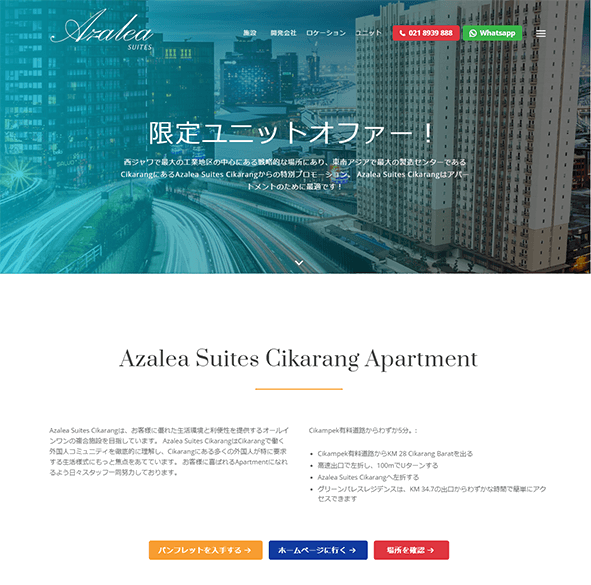 Azalea
SUITES
施設 開発会社 ロケーション ユニット 021 8939 888 Whatsapp
限定ユニットオファー！
西ジャワで最大の工業地区の中心にある戦略的な場所にあり、東南アジアで最大の製造センターである
CikarangにあるAzalea Suites Cikarangからの特別プロモーション。 Azalea Suites Cikarangはアパー
トメントのために最適です！
Azalea Suites Cikarang Apartment
Azalea Suites Cikarangは、お客様に優れた生活環境と利便性を提供するオールイ
ンワンの複合施設を目指しています。 Azalea Suites CikarangはCikarangで働く
外国人コミュニティを徹底的に理解し、Cikarangにある多くの外国人が特に要求
する生活様式にもっと焦点をあてています。 お客様に喜ばれるApartmentになれ
るよう日々スタッフ一同努力しております。
Cikampek有料道路からわずか5分。:
Cikampek有料道路からKM 28 Cikarang Baratを出る
高速出口で左折し、100mでUターンする
Azalea Suites Cikarangへ左折する
グリーンパレスレジデンスは、KM 34.7の出口からわずかな時間で簡単にアク
セスできます
パンフレットを入手する → ホームページに行く → 場所を確認 →